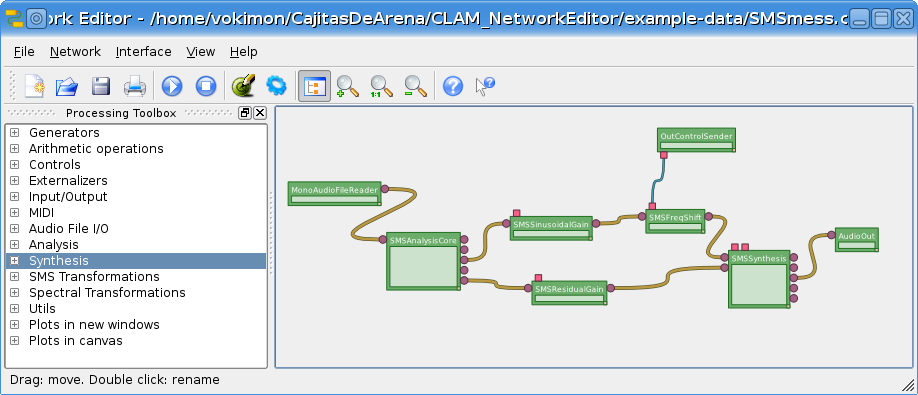 ork Editor - /home/vokimon/CajitasDeArena/CLAM_NetworkEditor/example-data/SMSmess.c
File Network Interface View Help
1:1
Processing Toolbox
Generators
Arithmetic operations
Controls
Externalizers
Input/Output
MIDI
Audio File I/O
Analysis
Synthesis
SMS Transformations
Spectral Transformations
Utils
Plots in new windows
Plots in canvas
OutControlSender
MonoAudioFileReader
SMSSinusoidalGain
SMSFreqShift
SMSAnalysisCore
AudioOut
SMSSynthesis
SMSResidualGain
Drag: move. Double click: rename